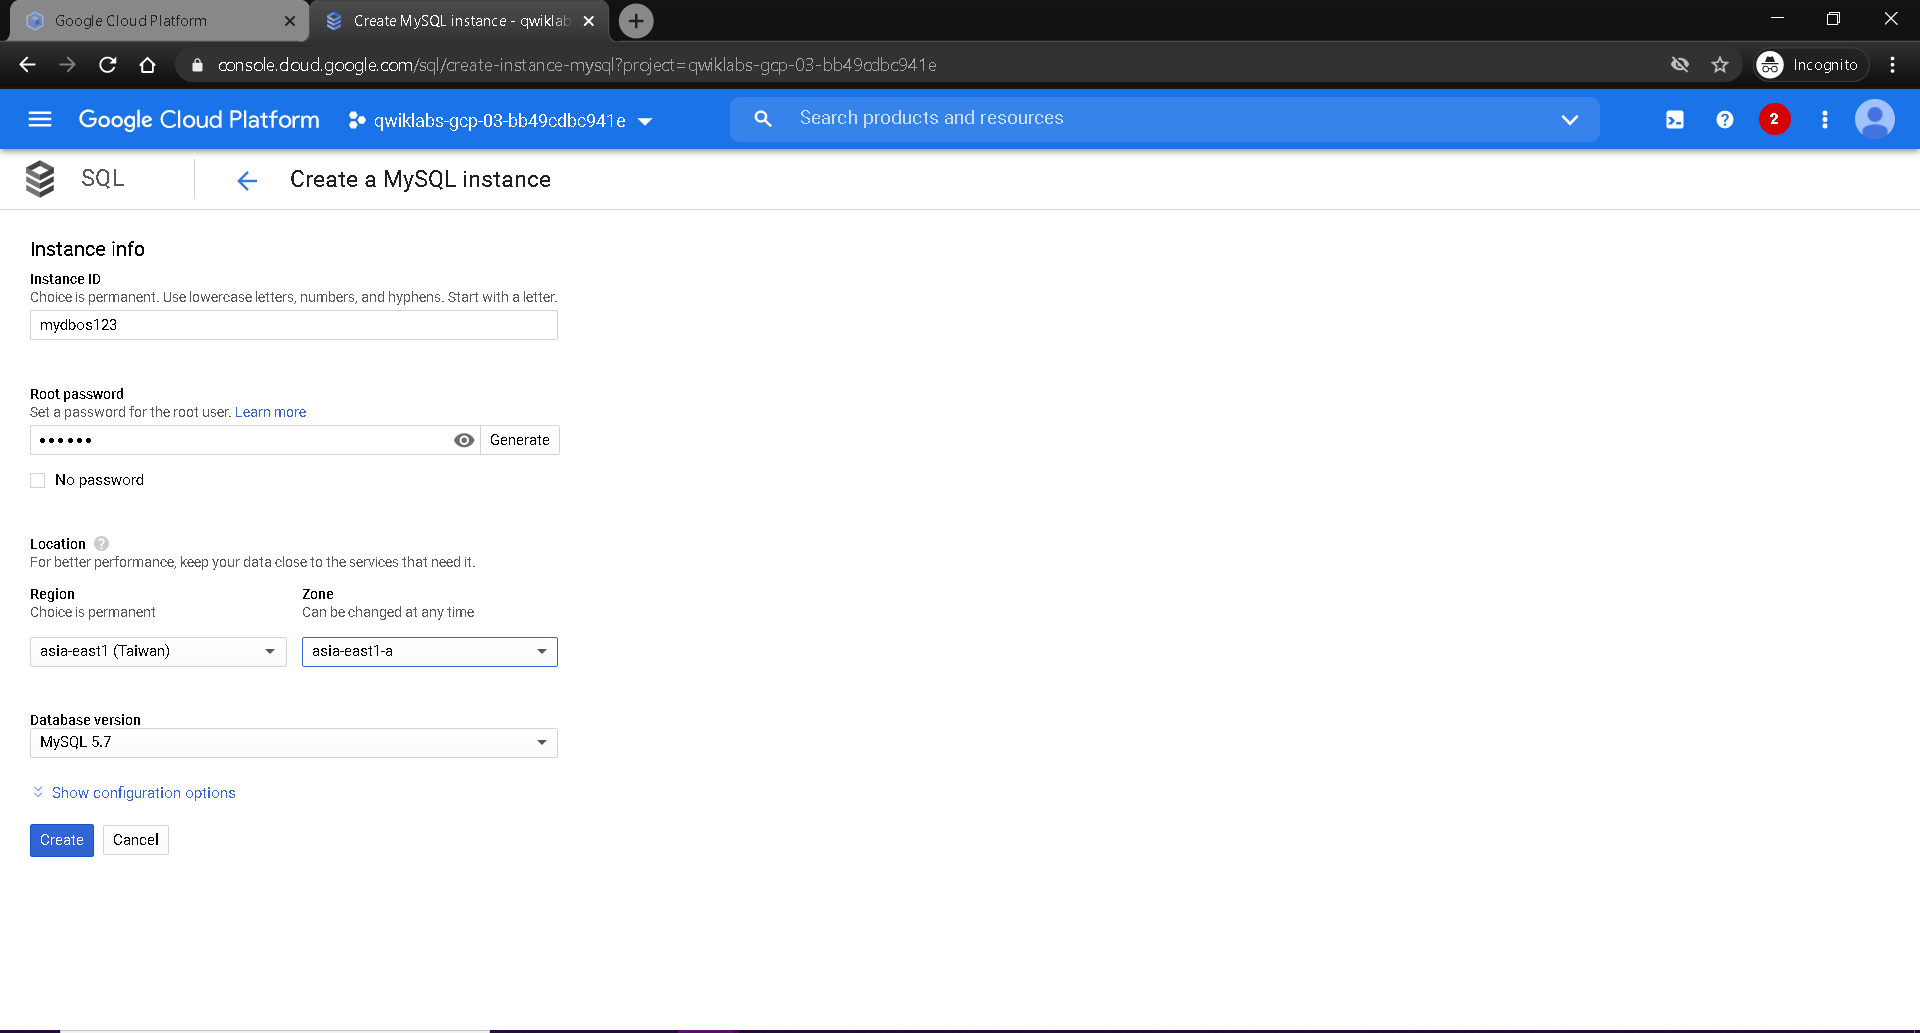 Google Cloud Platform
Create MySQL instance - qwiklab
console.cloud.google.com/sql/create-instance-mysql?project=qwiklabs-gcp-03-bb49cdbc941e
Incognito
Google Cloud Platform
qwiklabs-gcp-03-bb49cdbc941e
Search products and resources
2
SQL
Create a MySQL instance
Instance info
Instance ID
Choice is permanent. Use lowercase letters, numbers, and hyphens. Start with a letter.
mydbos123
Root password
Set a password for the root user. Learn more
••••••
Generate
No password
Location
For better performance, keep your data close to the services that need it.
Region
Choice is permanent
asia-east1 (Taiwan)
Zone
Can be changed at any time
asia-east1-a
Database version
MySQL 5.7
Show configuration options
Create
Cancel